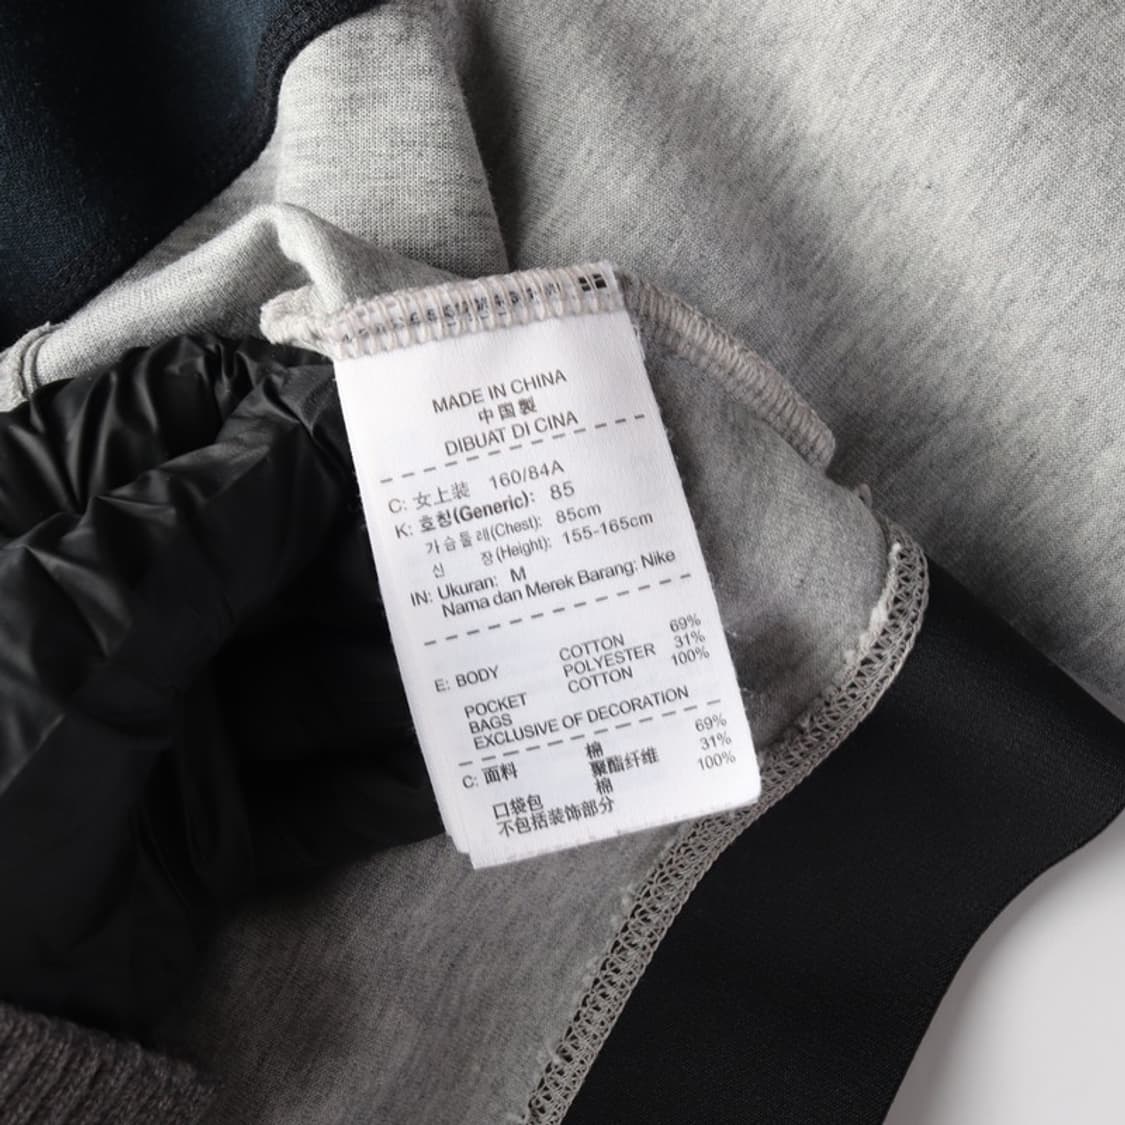 MADE IN CHINA
中国製
DIBUAT DI CINA
C: 女上装 160/84A
K: 호칭(Generic): 85
가슴둘레(Chest): 85cm
신 장(Height): 155-165cm
IN: Ukuran: M
Nama dan Merek Barang: Nike
E: BODY COTTON 69%
POLYESTER 31%
POCKET BAGS COTTON 100%
EXCLUSIVE OF DECORATION
C: 面料 棉 69%
聚酯纤维 31%
口袋包 棉 100%
不包括装饰部分